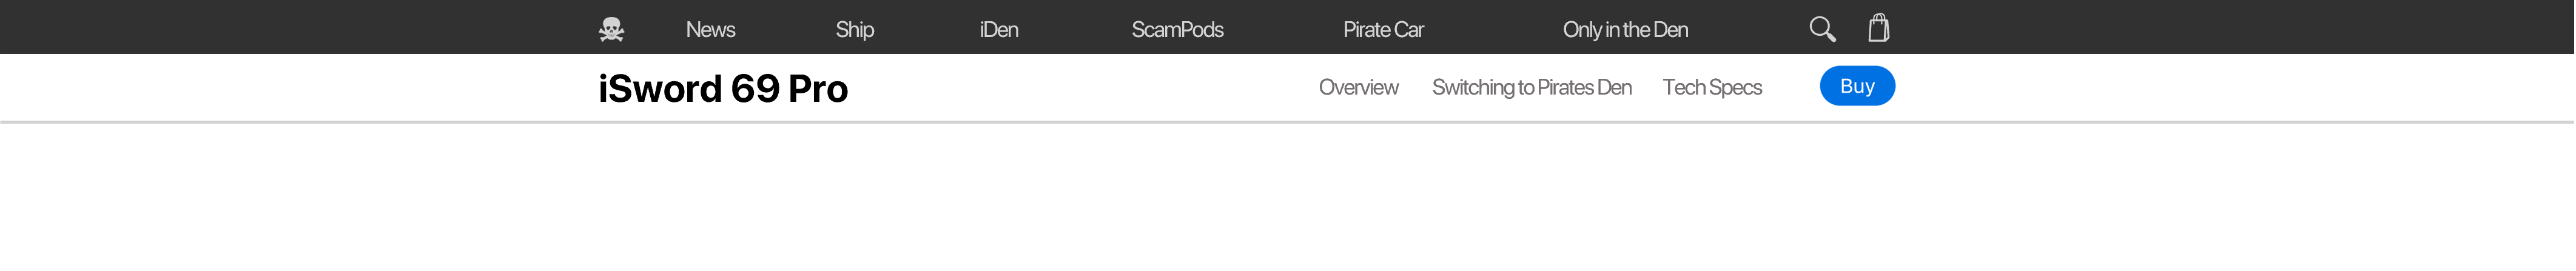 News Ship iDen ScamPods Pirate Car Only in the Den
iSword 69 Pro Overview Switching to Pirates Den Tech Specs Buy